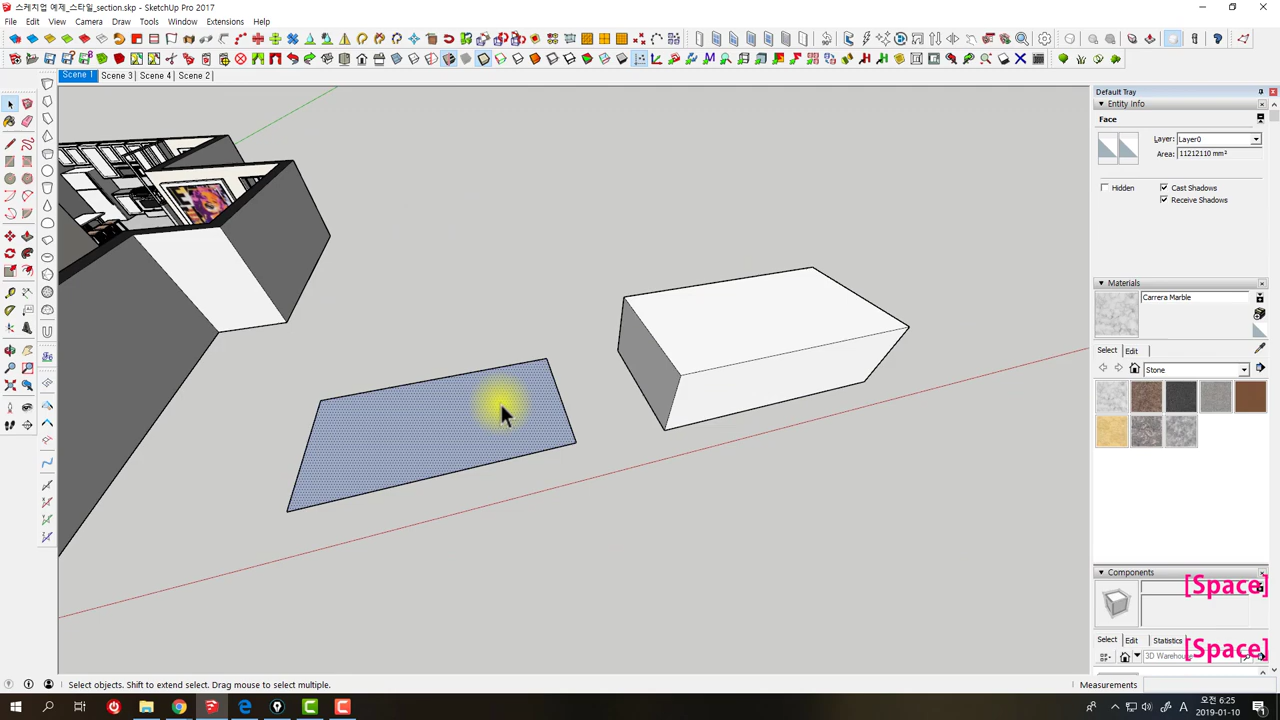 스케치업 예제_스타일_section.skp - SketchUp Pro 2017
File Edit View Camera Draw Tools Window Extensions Help
Scene 1 Scene 3 Scene 4 Scene 2
Default Tray
Entity Info
Face
Layer: Layer0
Area: 11212110 mm²
Hidden
Cast Shadows
Receive Shadows
Materials
Carrera Marble
Select Edit
Stone
Components
[Space]
Select Edit Statistics
3D Warehouse
[Space]
Select objects. Shift to extend select. Drag mouse to select multiple.
Measurements
A 오전 6:25
2019-01-10